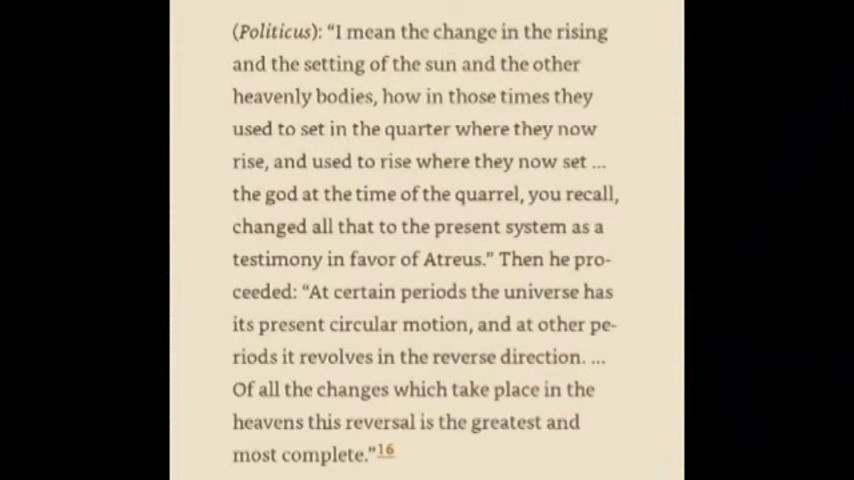 (Politicus): “I mean the change in the rising
and the setting of the sun and the other
heavenly bodies, how in those times they
used to set in the quarter where they now
rise, and used to rise where they now set ...
the god at the time of the quarrel, you recall,
changed all that to the present system as a
testimony in favor of Atreus.” Then he pro-
ceeded: “At certain periods the universe has
its present circular motion, and at other pe-
riods it revolves in the reverse direction. ...
Of all the changes which take place in the
heavens this reversal is the greatest and
most complete.”16